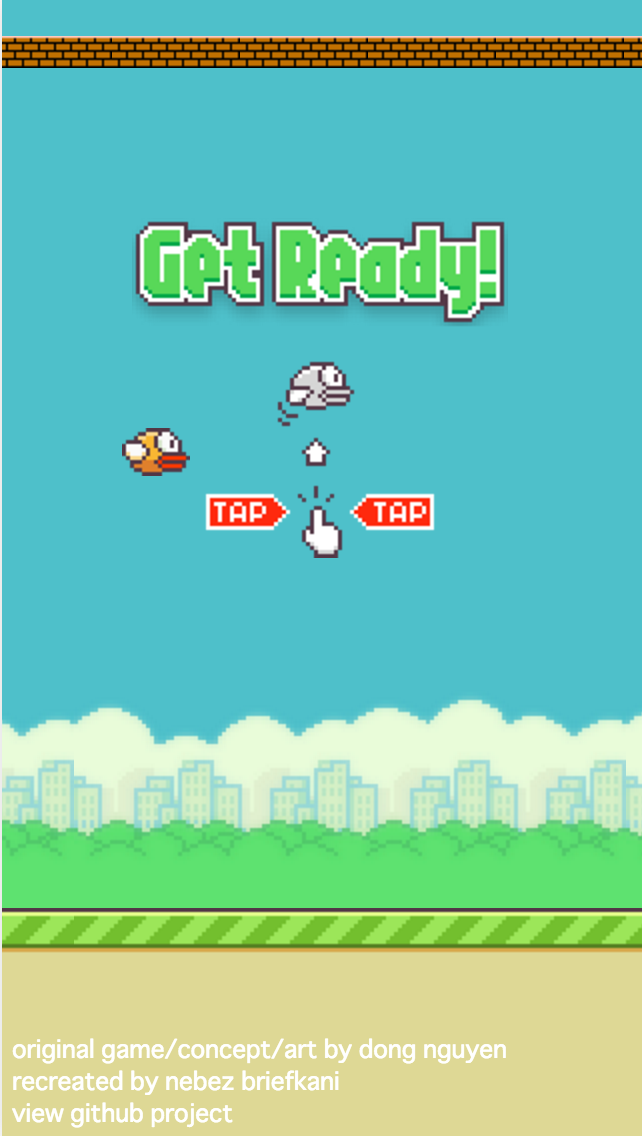 Get Ready!
TAP TAP
original game/concept/art by dong nguyen
recreated by nebez briefkani
view github project